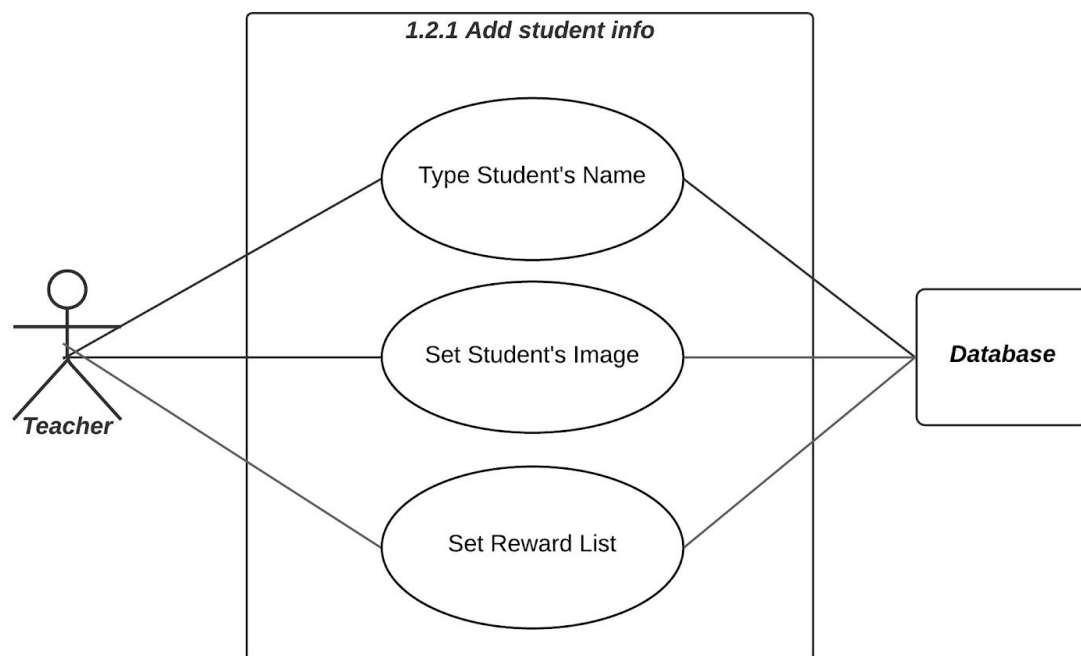 1.2.1 Add student info
Type Student's Name
Set Student's Image
Database
Teacher
Set Reward List